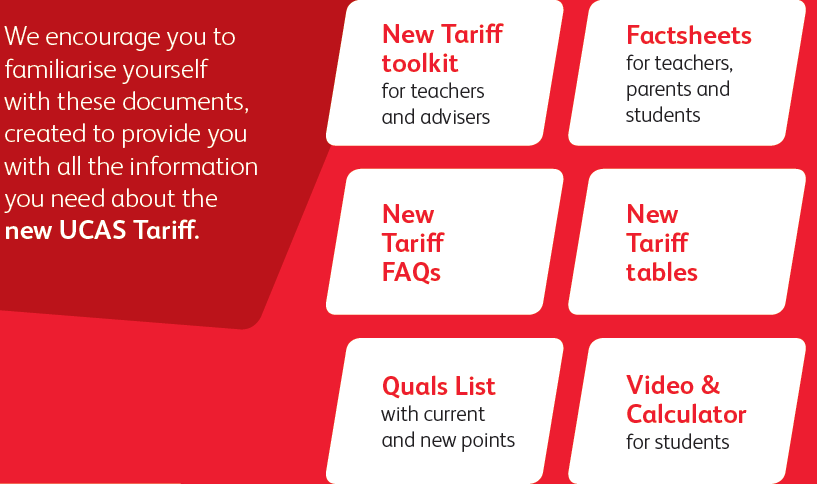 We encourage you to
familiarise yourself
with these documents,
created to provide you
with all the information
you need about the
new UCAS Tariff.
New Tariff
toolkit
for teachers
and advisers
Factsheets
for teachers,
parents and
students
New
Tariff
FAQs
New
Tariff
tables
Quals List
with current
and new points
Video &
Calculator
for students